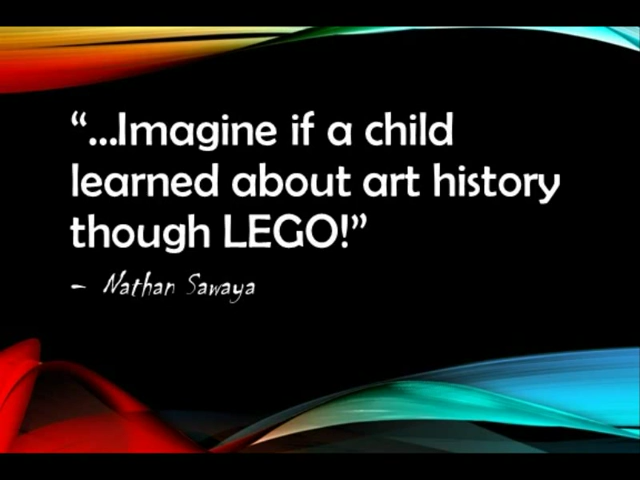 “...Imagine if a child
learned about art history
though LEGO!”
– Nathan Sawaya